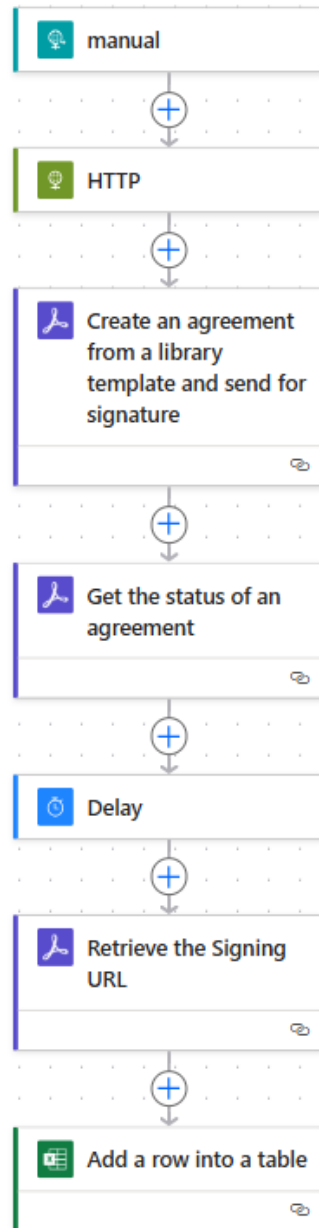 manual
HTTP
Create an agreement
from a library
template and send for
signature
Get the status of an
agreement
Delay
Retrieve the Signing
URL
Add a row into a table